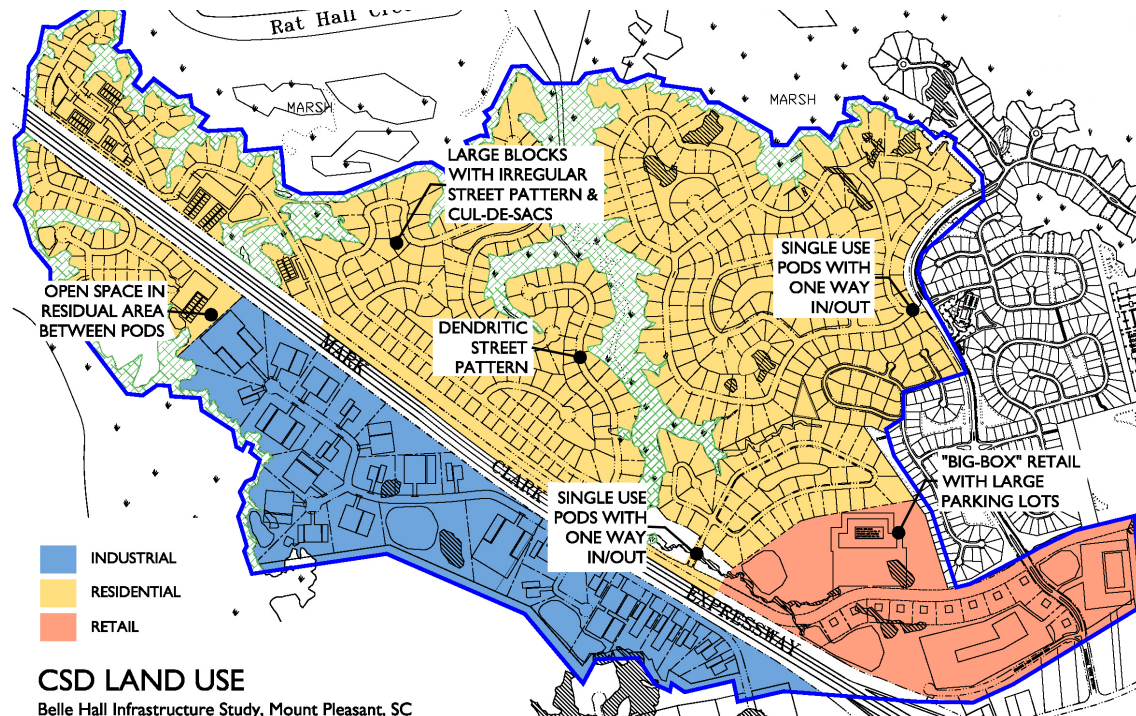 Rat Hall Cre
MARSH
MARSH
LARGE BLOCKS
WITH IRREGULAR
STREET PATTERN &
CUL-DE-SACS
SINGLE USE
PODS WITH
ONE WAY
IN/OUT
OPEN SPACE IN
RESIDUAL AREA
BETWEEN PODS
DENDRITIC
STREET
PATTERN
MARK
CLARK
EXPRESSWAY
"BIG-BOX" RETAIL
WITH LARGE
PARKING LOTS
SINGLE USE
PODS WITH
ONE WAY
IN/OUT
INDUSTRIAL
RESIDENTIAL
RETAIL
CSD LAND USE
Belle Hall Infrastructure Study, Mount Pleasant, SC